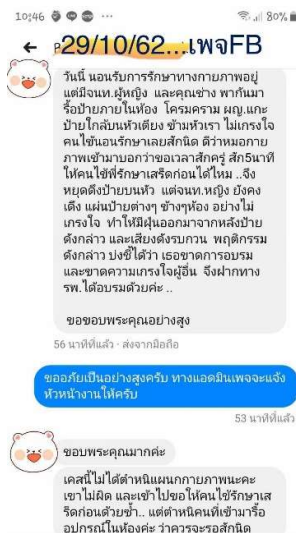 10:46
80%
29/10/62...เพจFB
วันนี้ นอนรับการรักษาทางกายภาพอยู่
แต่มีจนท.ผู้หญิง และคุณช่าง พากันมา
รื้อป้ายภายในห้อง โครมคราม ผญ.แกะ
ป้ายใกล้บนหัวเตียง ข้ามหัวเรา ไม่เกรงใจ
คนไข้นอนรักษาเลยสักนิด ดีว่าหมอกาย
ภาพเข้ามาบอกว่าขอเวลาสักครู่ สัก5นาที
ให้คนไข้พี่รักษาเสร็จก่อนได้ไหม ..จึง
หยุดดึงป้ายบนหัว แต่จนท.หญิง ยังคง
เดึง แผ่นป้ายต่างๆ ข้างๆห้อง อย่างไม่
เกรงใจ ทำให้มีฝุ่นออกมาจากหลังป้าย
ดังกล่าว และเสียงดังรบกวน พฤติกรรม
ดังกล่าว บ่งชี้ได้ว่า เธอขาดการอบรม
และขาดความเกรงใจผู้อื่น จึงฝากทาง
รพ.ได้อบรมด้วยค่ะ ..
ขอขอบพระคุณอย่างสูง
56 นาทีที่แล้ว · ส่งจากมือถือ
ขออภัยเป็นอย่างสูงครับ ทางแอดมินเพจจะแจ้ง
หัวหน้างานให้ครับ
53 นาทีที่แล้ว
ขอบพระคุณมากค่ะ
เคสนี้ไม่ได้ตำหนิแผนกกายภาพนะคะ
เขาไม่ผิด และเข้าไปขอให้คนไข้รักษาเส
ร็จก่อนด้วยซ้ำ.. แต่ตำหนิคนที่เข้ามารื้อ
อุปกรณ์ในห้องค่ะ ว่าควรจะรอสักนิด